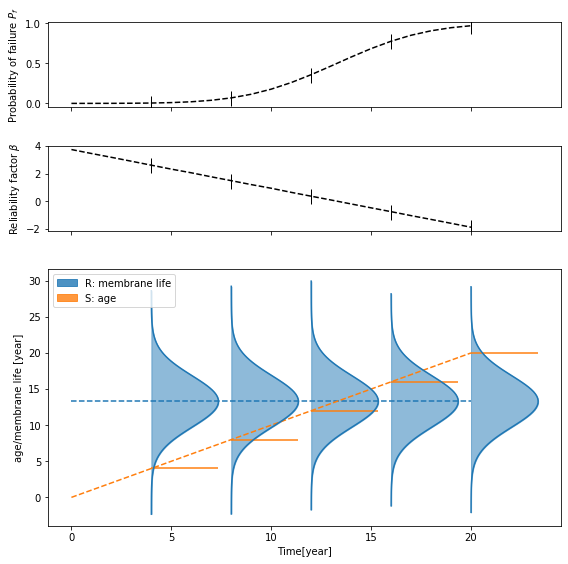 Probability of failure $P_f$
1.0
0.5
0.0
Reliability factor β
4
2
0
−2
R: membrane life
S: age
age/membrane life [year]
30
25
20
15
10
5
0
0 5 10 15 20
Time[year]